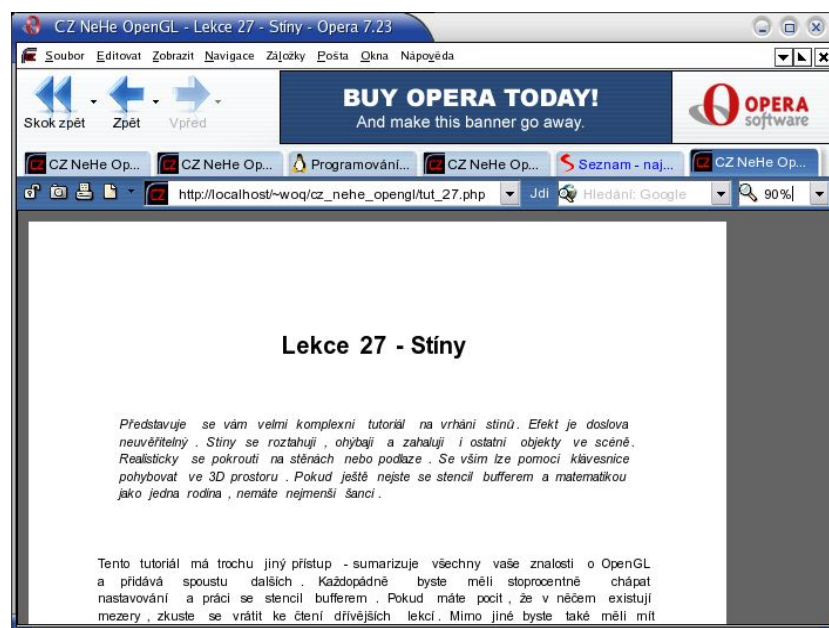 CZ NeHe OpenGL - Lekce 27 - Stíny - Opera 7.23
Soubor Editovat Zobrazit Navigace Záložky Pošta Okna Nápověda
Skok zpět Zpět Vpřed
BUY OPERA TODAY!
And make this banner go away.
OPERA
software
CZ CZ NeHe Op... CZ CZ NeHe Op... Programování... CZ CZ NeHe Op... Seznam - naj... CZ CZ NeHe Op...
CZ http://localhost/~woq/cz_nehe_opengl/tut_27.php Jdi Hledání: Google 90%
Lekce 27 - Stíny
Představuje se vám velmi komplexní tutoriál na vrhání stínů. Efekt je doslova
neuvěřitelný . Stíny se roztahují , ohýbají a zahalují i ostatní objekty ve scéně.
Realisticky se pokroutí na stěnách nebo podlaze . Se vším lze pomocí klávesnice
pohybovat ve 3D prostoru . Pokud ještě nejste se stencil bufferem a matematikou
jako jedna rodina , nemáte nejmenší šanci .
Tento tutoriál má trochu jiný přístup - sumarizuje všechny vaše znalosti o OpenGL
a přidává spoustu dalších . Každopádně byste měli stoprocentně chápat
nastavování a práci se stencil bufferem . Pokud máte pocit , že v něčem existují
mezery , zkuste se vrátit ke čtení dřívějších lekcí . Mimo jiné byste také měli mít